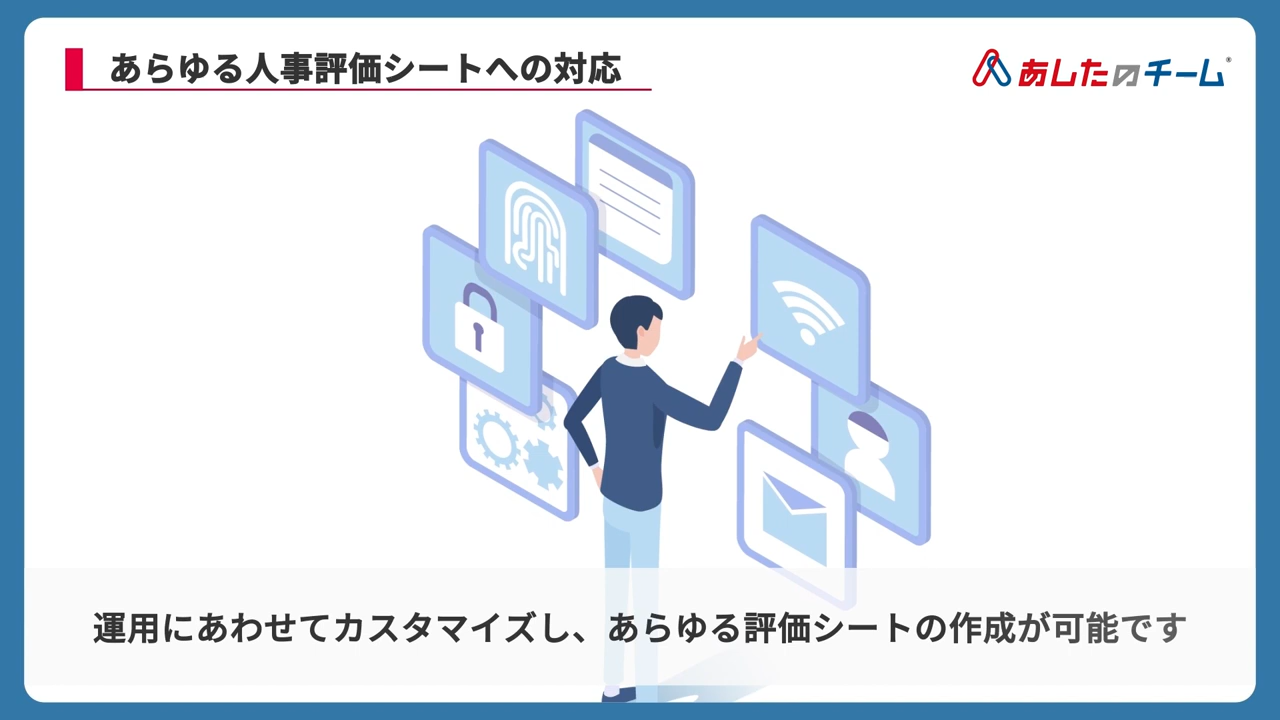 あらゆる人事評価シートへの対応
あしたのチーム®
運用にあわせてカスタマイズし、あらゆる評価シートの作成が可能です